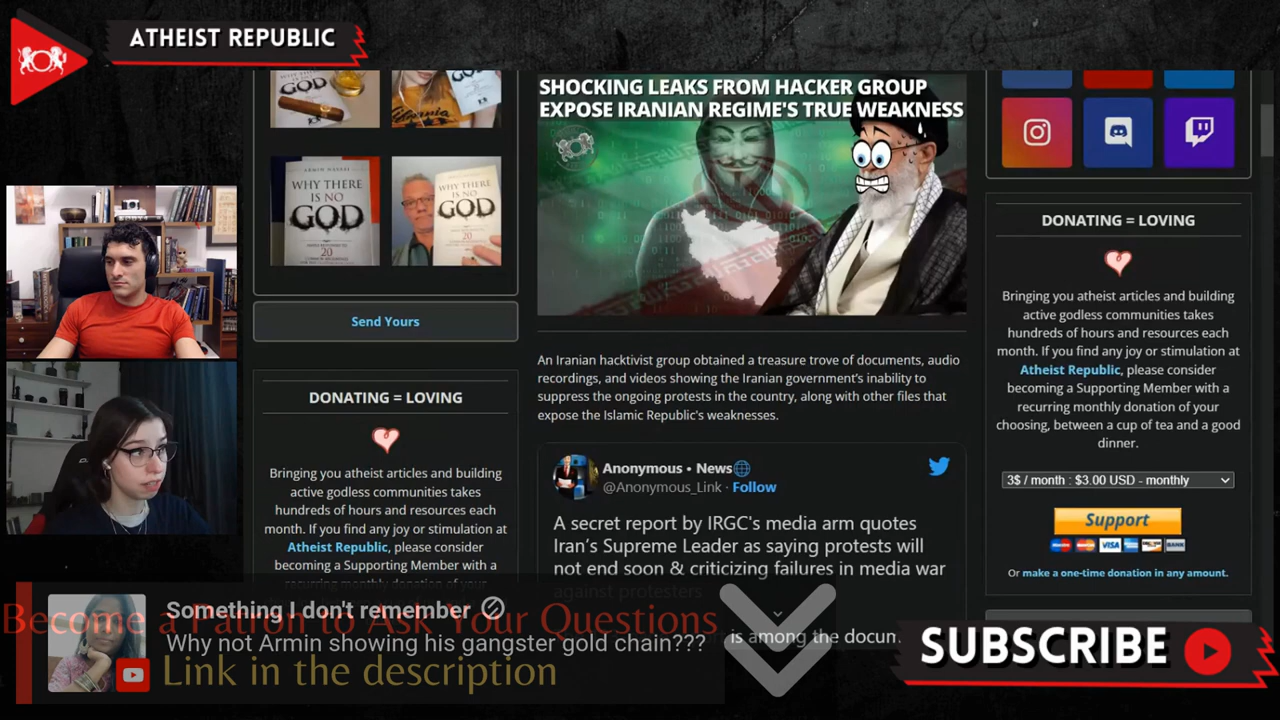 ATHEIST REPUBLIC
WHY THERE IS NO
GOD
ARMIN NAVABI
WHY THERE
IS NO
GOD
20
WHY THERE
IS NO
GOD
20
Send Yours
DONATING = LOVING
Bringing you atheist articles and building
active godless communities takes
hundreds of hours and resources each
month. If you find any joy or stimulation at
Atheist Republic, please consider
becoming a Supporting Member with a
recurring monthly donation of your
SHOCKING LEAKS FROM HACKER GROUP
EXPOSE IRANIAN REGIME'S TRUE WEAKNESS
An Iranian hacktivist group obtained a treasure trove of documents, audio
recordings, and videos showing the Iranian government's inability to
suppress the ongoing protests in the country, along with other files that
expose the Islamic Republic's weaknesses.
Anonymous • News
@Anonymous_Link · Follow
A secret report by IRGC's media arm quotes
Iran's Supreme Leader as saying protests will
not end soon & criticizing failures in media war
against protesters
is among the docum
DONATING = LOVING
Bringing you atheist articles and building
active godless communities takes
hundreds of hours and resources each
month. If you find any joy or stimulation at
Atheist Republic, please consider
becoming a Supporting Member with a
recurring monthly donation of your
choosing, between a cup of tea and a good
dinner.
3$ / month : $3.00 USD - monthly
Support
VISA
BANK
Or make a one-time donation in any amount.
Become a Patron to Ask Your Questions
Something I don't remember
Why not Armin showing his gangster gold chain???
Link in the description
SUBSCRIBE